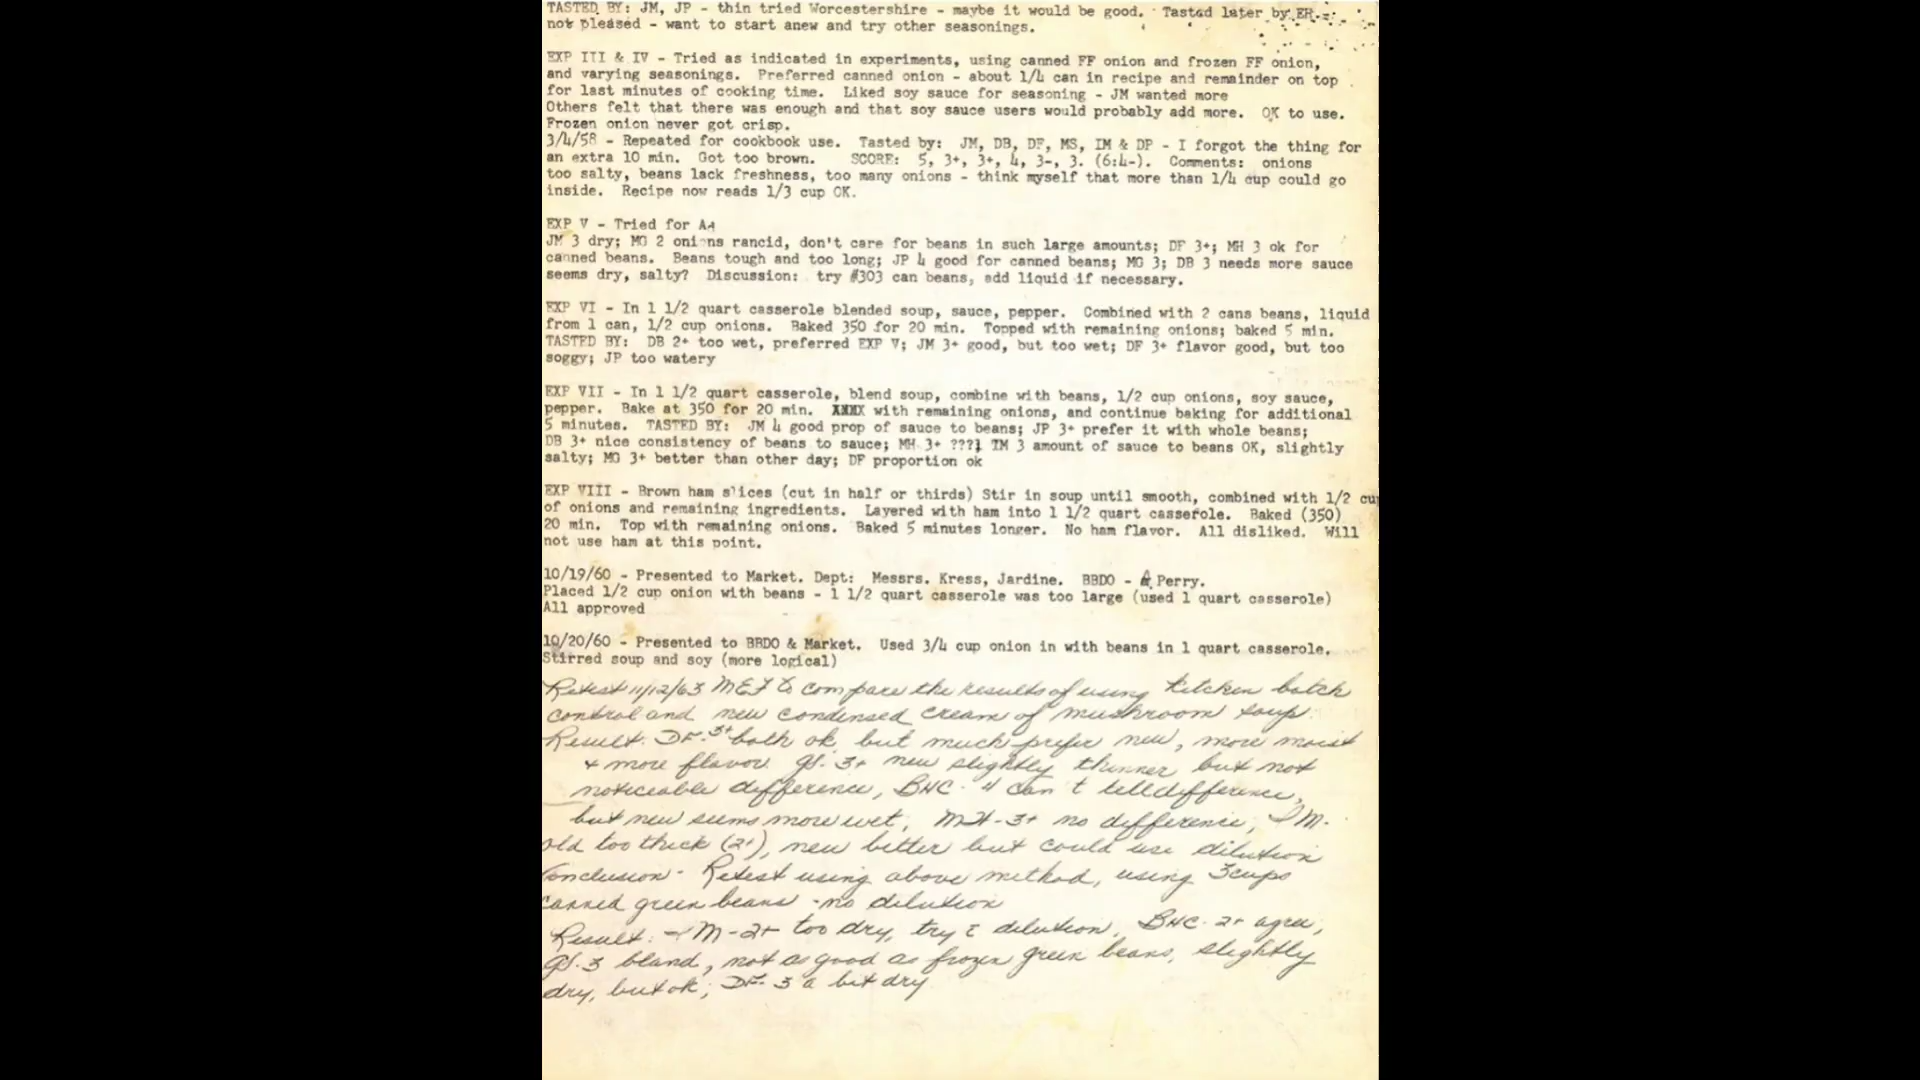 TASTED BY: JM, JP - thin tried Worcestershire - maybe it would be good. Tasted later by ER -
not pleased - want to start anew and try other seasonings.
EXP III & IV - Tried as indicated in experiments, using canned FF onion and frozen FF onion,
and varying seasonings. Preferred canned onion - about 1/4 can in recipe and remainder on top
for last minutes of cooking time. Liked soy sauce for seasoning - JM wanted more
Others felt that there was enough and that soy sauce users would probably add more. OK to use.
Frozen onion never got crisp.
3/4/58 - Repeated for cookbook use. Tasted by: JM, DB, DF, MS, IM & DP - I forgot the thing for
an extra 10 min. Got too brown. SCORE: 5, 3+, 3+, 4, 3-, 3. (6:4-). Comments: onions
too salty, beans lack freshness, too many onions - think myself that more than 1/4 cup could go
inside. Recipe now reads 1/3 cup OK.
EXP V - Tried for AA
JM 3 dry; MG 2 onions rancid, don't care for beans in such large amounts; DF 3+; MH 3 ok for
canned beans. Beans tough and too long; JP 4 good for canned beans; MG 3; DB 3 needs more sauce
seems dry, salty? Discussion: try #303 can beans, add liquid if necessary.
EXP VI - In 1 1/2 quart casserole blended soup, sauce, pepper. Combined with 2 cans beans, liquid
from 1 can, 1/2 cup onions. Baked 350 for 20 min. Topped with remaining onions; baked 5 min.
TASTED BY: DB 2+ too wet, preferred EXP V; JM 3+ good, but too wet; DF 3+ flavor good, but too
soggy; JP too watery
EXP VII - In 1 1/2 quart casserole, blend soup, combine with beans, 1/2 cup onions, soy sauce,
pepper. Bake at 350 for 20 min. XXXX with remaining onions, and continue baking for additional
5 minutes. TASTED BY: JM 4 good prop of sauce to beans; JP 3+ prefer it with whole beans;
DB 3+ nice consistency of beans to sauce; MH 3+ ???; IM 3 amount of sauce to beans OK, slightly
salty; MG 3+ better than other day; DF proportion ok
EXP VIII - Brown ham slices (cut in half or thirds) Stir in soup until smooth, combined with 1/2 cu
of onions and remaining ingredients. Layered with ham into 1 1/2 quart casserole. Baked (350)
20 min. Top with remaining onions. Baked 5 minutes longer. No ham flavor. All disliked. Will
not use ham at this point.
10/19/60 - Presented to Market. Dept: Messrs. Kress, Jardine. BBDO - Perry.
Placed 1/2 cup onion with beans - 1 1/2 quart casserole was too large (used 1 quart casserole)
All approved
10/20/60 - Presented to BBDO & Market. Used 3/4 cup onion in with beans in 1 quart casserole.
Stirred soup and soy (more logical)
Retest 11/12/63 MEF to compare the results of using kitchen batch
control and new condensed cream of mushroom soup.
Result: DF-3+ both ok, but much prefer new, more moist
+ more flavor. GS. 3+ new slightly thinner but not
noticeable difference, BHC- 4 can't tell difference,
but new seems more wet, MH-3+ no difference, IM-
old too thick (2+), new better but could use dilution
Conclusion - Retest using above method, using 3 cups
canned green beans - no dilution
Result: IM-2+ too dry, try c dilution, BHC- 2+ agree,
GS. 3 bland, not as good as frozen green beans, slightly
dry, but ok; DF- 3 a bit dry